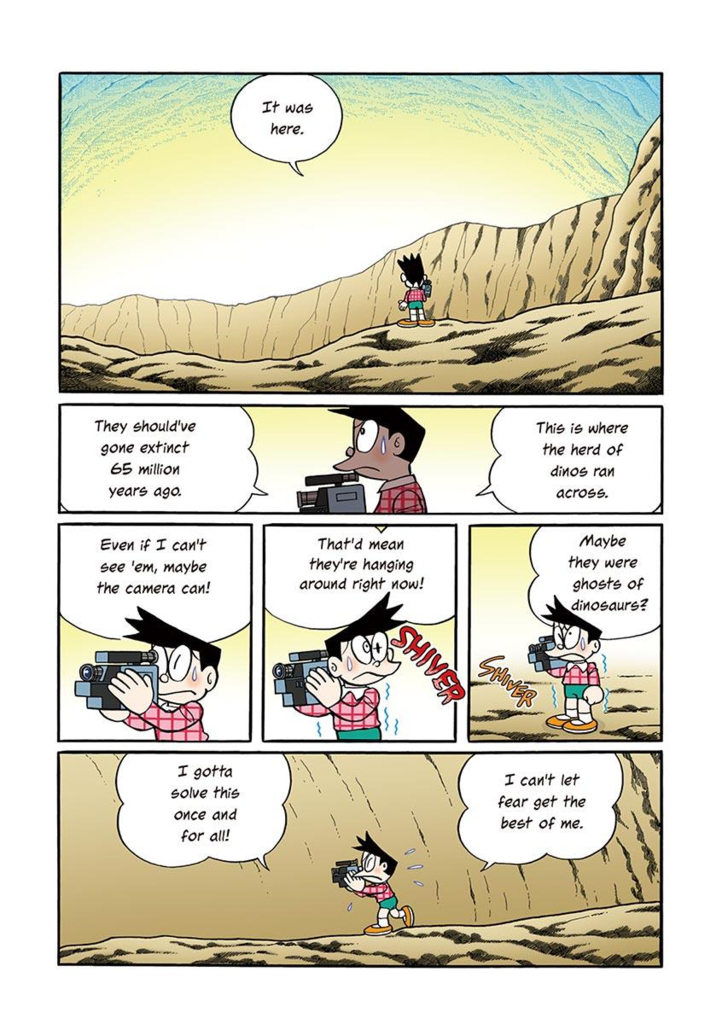 It was
here.
This is where
the herd of
dinos ran
across.
They should've
gone extinct
65 million
years ago.
Maybe
they were
ghosts of
dinosaurs?
SHIVER
That'd mean
they're hanging
around right now!
SHIVER
Even if I can't
see 'em, maybe
the camera can!
I can't let
fear get the
best of me.
I gotta
solve this
once and
for all!